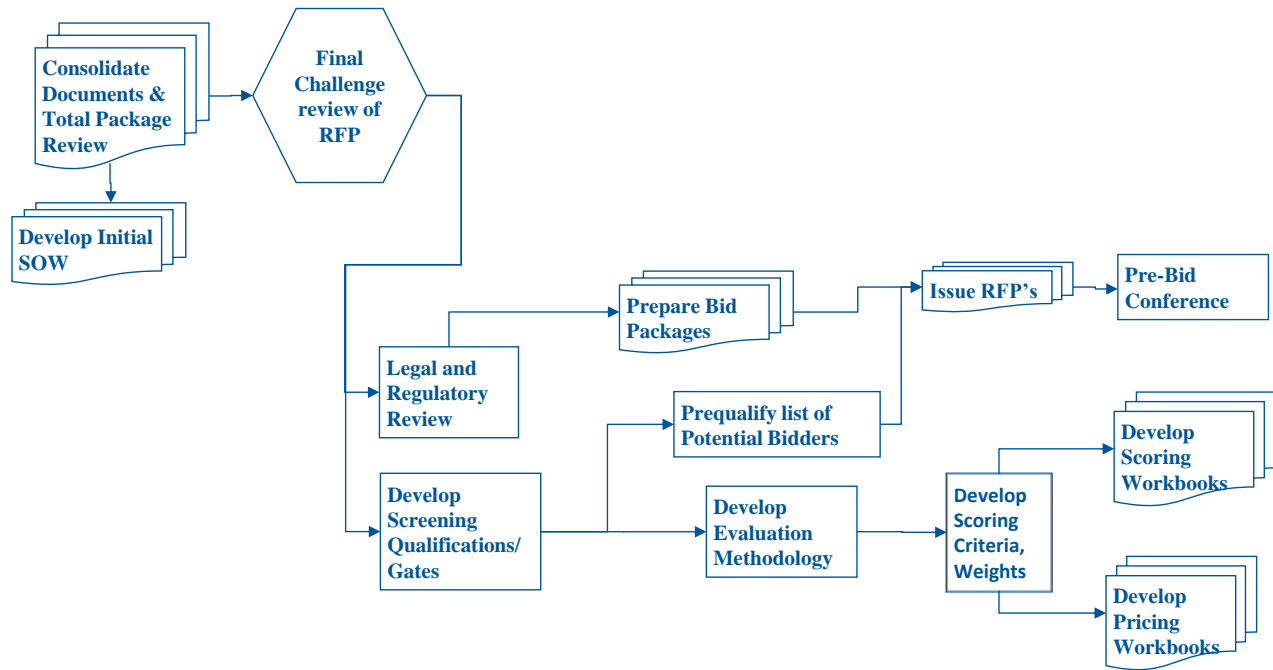 Consolidate
Documents &
Total Package
Review
Final
Challenge
review of
RFP
Develop Initial
SOW
Prepare Bid
Packages
Issue RFP’s
Pre-Bid
Conference
Legal and
Regulatory
Review
Prequalify list of
Potential Bidders
Develop
Scoring
Workbooks
Develop
Screening
Qualifications/
Gates
Develop
Evaluation
Methodology
Develop
Scoring
Criteria,
Weights
Develop
Pricing
Workbooks